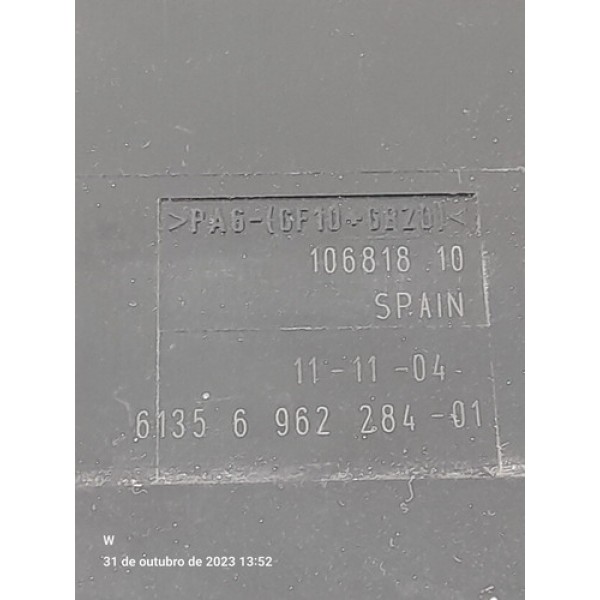 >PA6-(GF10+GB20)<
106818 10
SPAIN
11-11-04
6135 6 962 284-01
W
31 de outubro de 2023 13:52